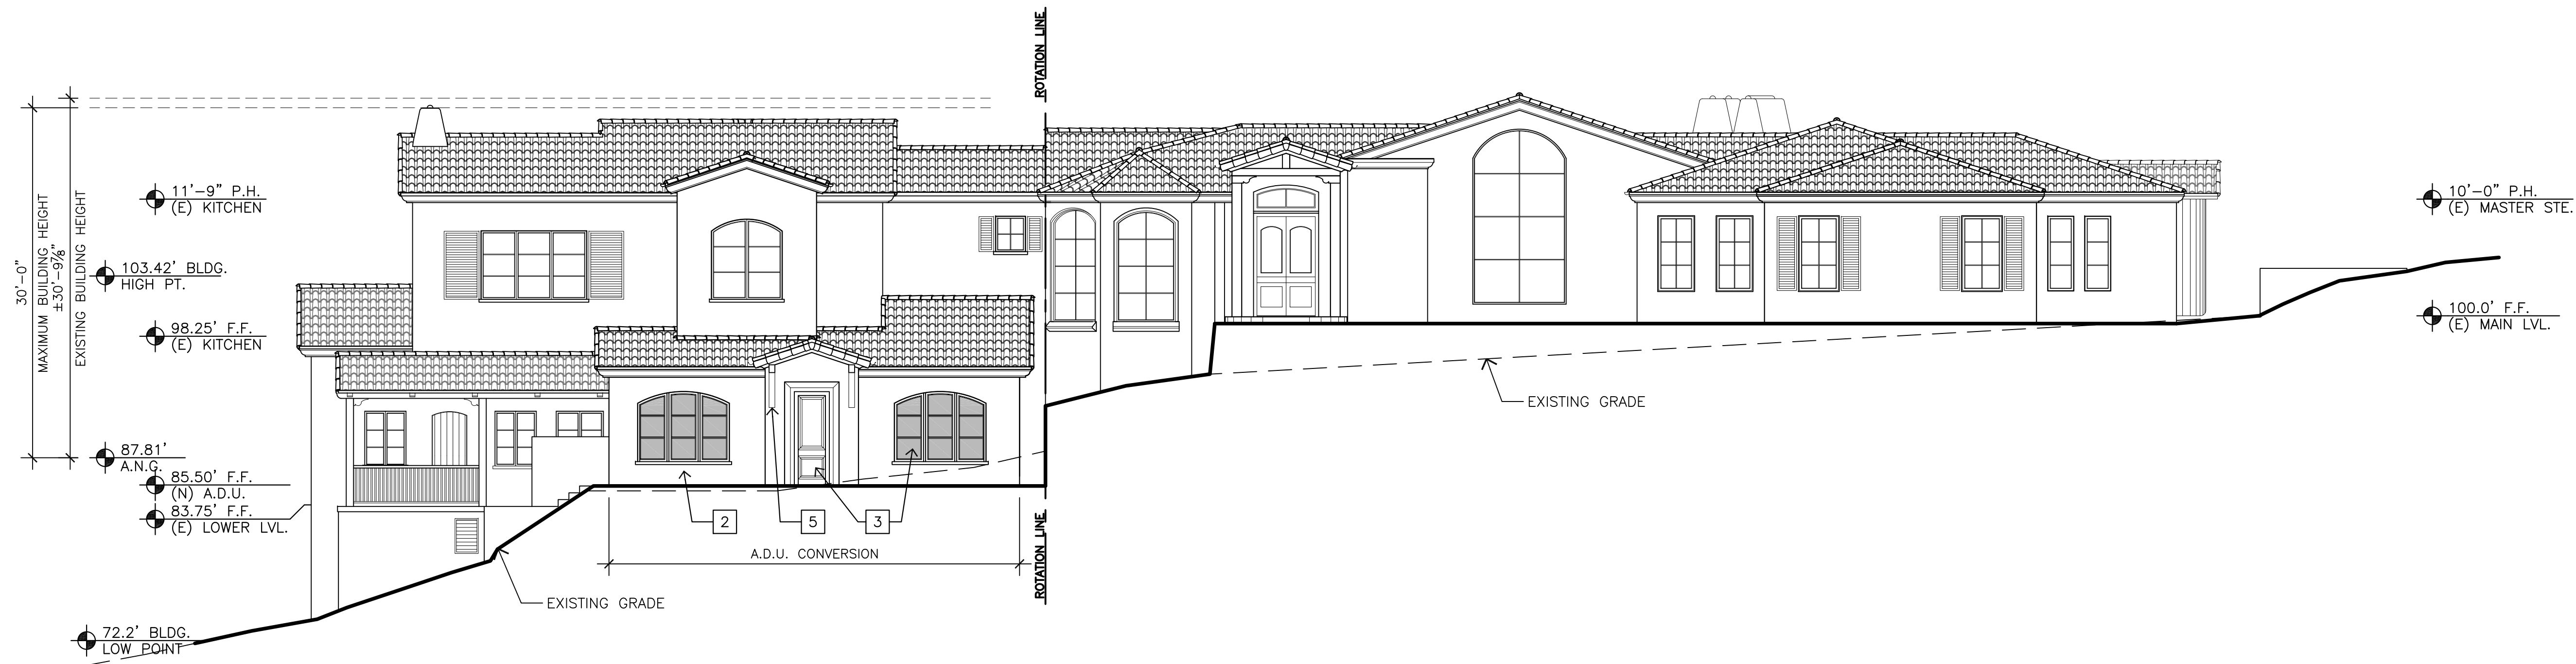 ROTATION LINE
30'-0"
MAXIMUM BUILDING HEIGHT
±30'-9⅞"
EXISTING BUILDING HEIGHT
11'-9" P.H.
(E) KITCHEN
103.42' BLDG.
HIGH PT.
98.25' F.F.
(E) KITCHEN
87.81'
A.N.G.
85.50' F.F.
(N) A.D.U.
83.75' F.F.
(E) LOWER LVL.
72.2' BLDG.
LOW POINT
EXISTING GRADE
2
5
3
A.D.U. CONVERSION
ROTATION LINE
EXISTING GRADE
10'-0" P.H.
(E) MASTER STE.
100.0' F.F.
(E) MAIN LVL.